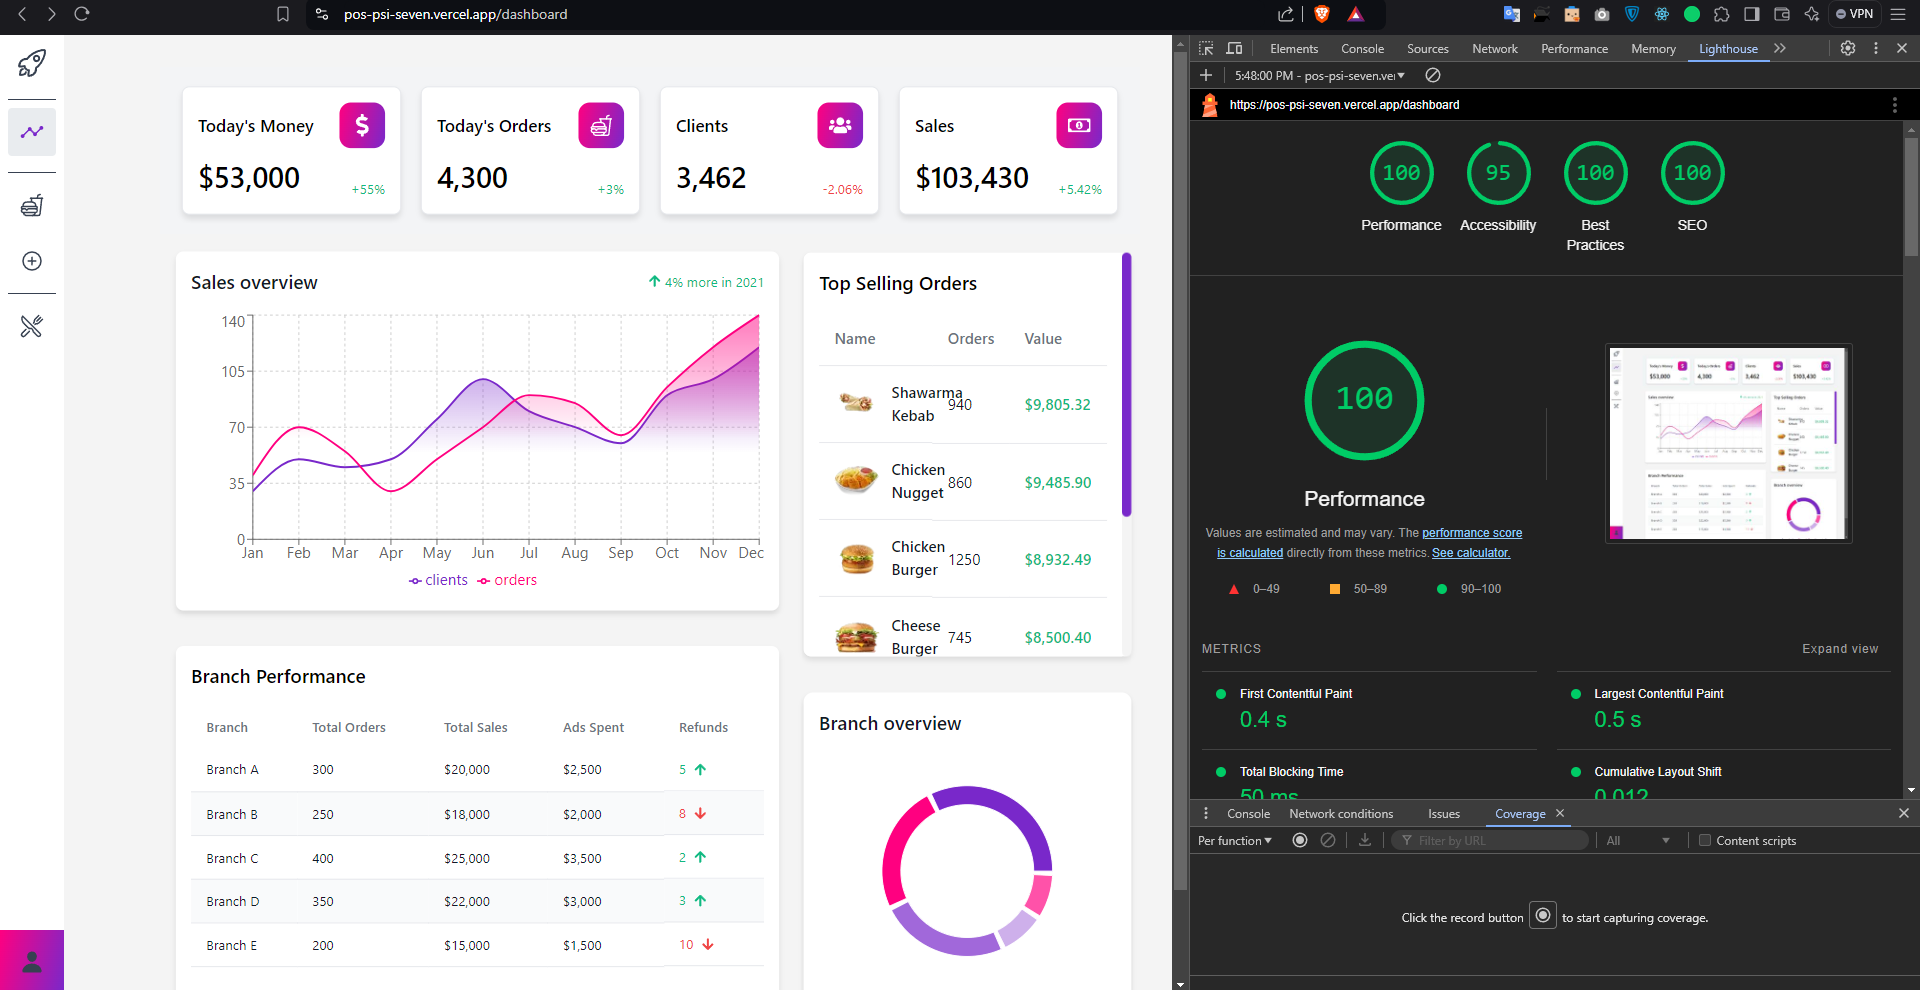 pos-psi-seven.vercel.app/dashboard
VPN
Today's Money
$
$53,000
+55%
Today's Orders
4,300
+3%
Clients
3,462
-2.06%
Sales
$103,430
+5.42%
Sales overview
4% more in 2021
140
105
70
35
0
Jan Feb Mar Apr May Jun Jul Aug Sep Oct Nov Dec
clients orders
Top Selling Orders
Name Orders Value
Shawarma Kebab 940 $9,805.32
Chicken Nugget 860 $9,485.90
Chicken Burger 1250 $8,932.49
Cheese Burger 745 $8,500.40
Branch Performance
Branch Total Orders Total Sales Ads Spent Refunds
Branch A 300 $20,000 $2,500 5
Branch B 250 $18,000 $2,000 8
Branch C 400 $25,000 $3,500 2
Branch D 350 $22,000 $3,000 3
Branch E 200 $15,000 $1,500 10
Branch overview
Elements Console Sources Network Performance Memory Lighthouse
5:48:00 PM - pos-psi-seven.ver
https://pos-psi-seven.vercel.app/dashboard
100 95 100 100
Performance Accessibility Best Practices SEO
100
Performance
Values are estimated and may vary. The performance score
is calculated directly from these metrics. See calculator.
0–49 50–89 90–100
METRICS
Expand view
First Contentful Paint
0.4 s
Largest Contentful Paint
0.5 s
Total Blocking Time
50 ms
Cumulative Layout Shift
0.012
Console Network conditions Issues Coverage
Per function Filter by URL All Content scripts
Click the record button to start capturing coverage.